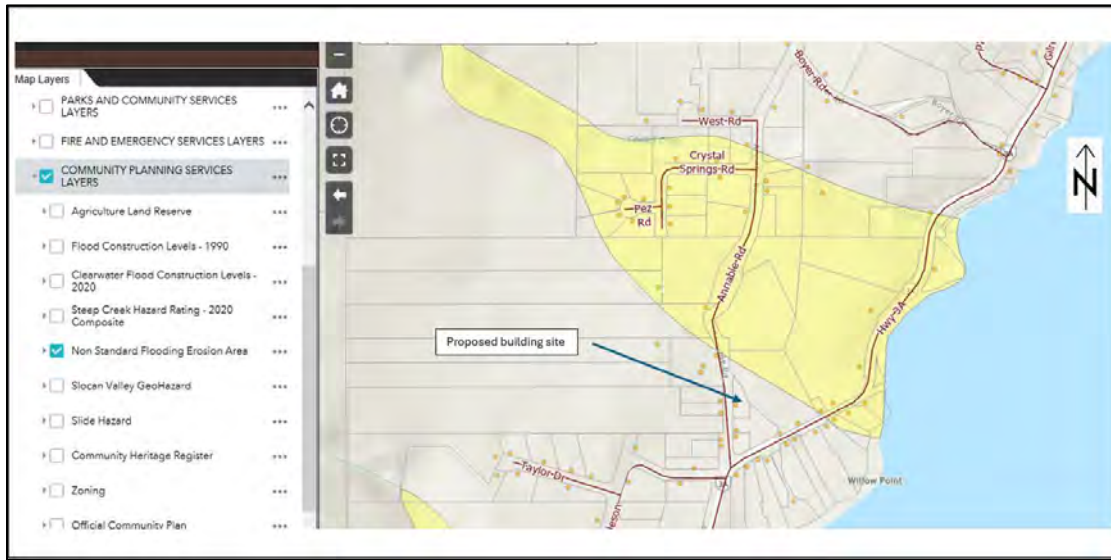 Map Layers
PARKS AND COMMUNITY SERVICES
LAYERS
FIRE AND EMERGENCY SERVICES LAYERS
COMMUNITY PLANNING SERVICES
LAYERS
Agriculture Land Reserve
Flood Construction Levels - 1990
Clearwater Flood Construction Levels -
2020
Steep Creek Hazard Rating - 2020
Composite
Non Standard Flooding Erosion Area
Slocan Valley GeoHazard
Slide Hazard
Community Heritage Register
Zoning
Official Community Plan
Boyer-Rd
West-Rd
Crystal
Springs-Rd
Pez
Rd
Annable-Rd
Hwy-3A
Proposed building site
Taylor-Dr
Willow Point
N